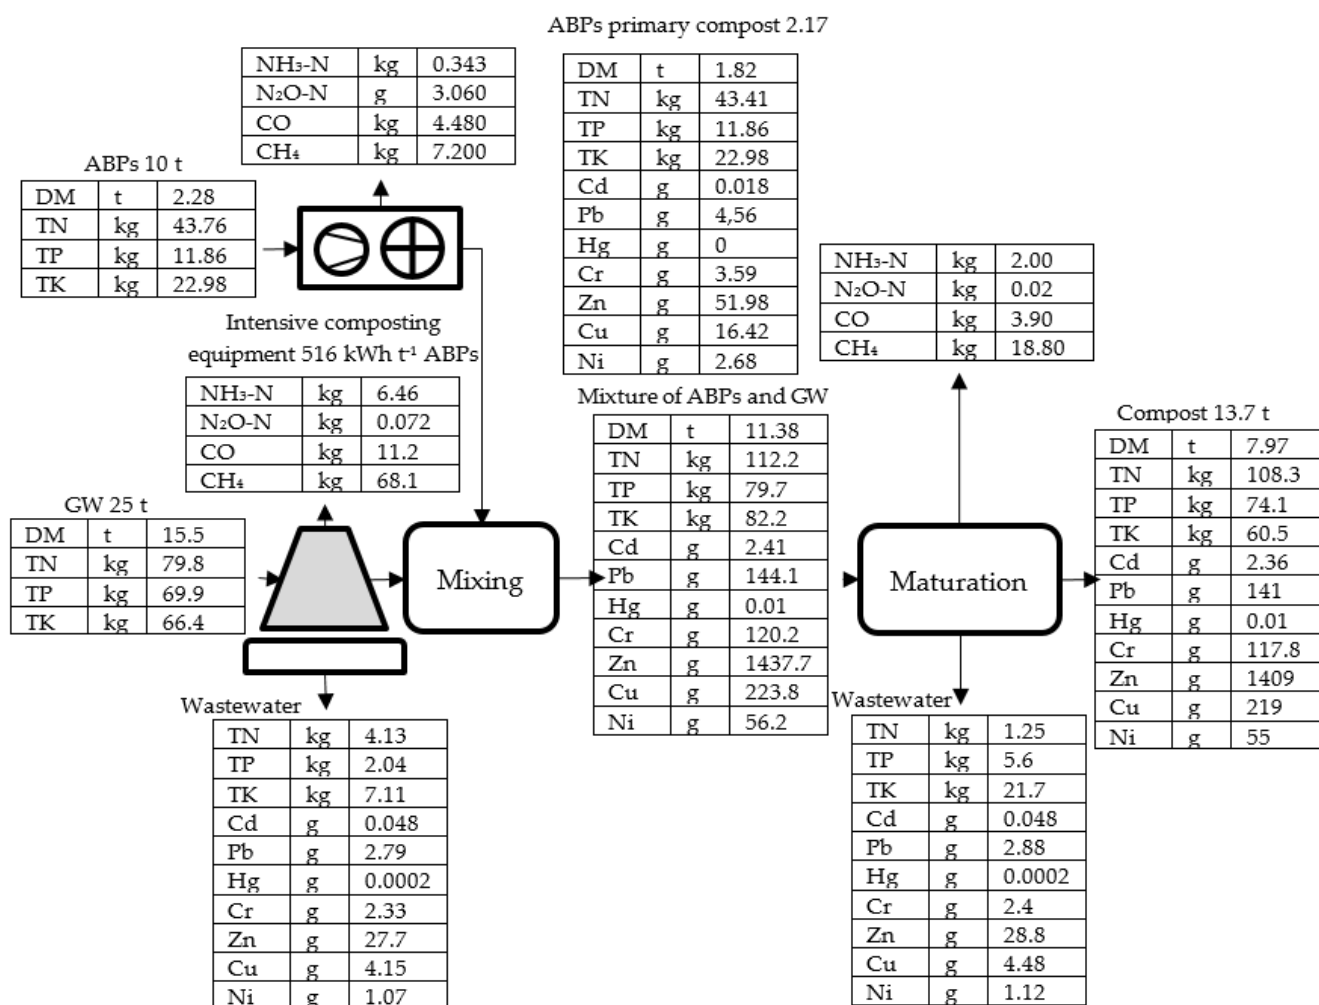 ABPs primary compost 2.17
NH₃-N kg 0.343
N₂O-N g 3.060
CO kg 4.480
CH₄ kg 7.200
DM t 1.82
TN kg 43.41
TP kg 11.86
TK kg 22.98
Cd g 0.018
Pb g 4,56
Hg g 0
Cr g 3.59
Zn g 51.98
Cu g 16.42
Ni g 2.68
ABPs 10 t
DM t 2.28
TN kg 43.76
TP kg 11.86
TK kg 22.98
Intensive composting
equipment 516 kWh t⁻¹ ABPs
NH₃-N kg 6.46
N₂O-N kg 0.072
CO kg 11.2
CH₄ kg 68.1
GW 25 t
DM t 15.5
TN kg 79.8
TP kg 69.9
TK kg 66.4
Mixing
Wastewater
TN kg 4.13
TP kg 2.04
TK kg 7.11
Cd g 0.048
Pb g 2.79
Hg g 0.0002
Cr g 2.33
Zn g 27.7
Cu g 4.15
Ni g 1.07
Mixture of ABPs and GW
DM t 11.38
TN kg 112.2
TP kg 79.7
TK kg 82.2
Cd g 2.41
Pb g 144.1
Hg g 0.01
Cr g 120.2
Zn g 1437.7
Cu g 223.8
Ni g 56.2
NH₃-N kg 2.00
N₂O-N kg 0.02
CO kg 3.90
CH₄ kg 18.80
Maturation
Wastewater
TN kg 1.25
TP kg 5.6
TK kg 21.7
Cd g 0.048
Pb g 2.88
Hg g 0.0002
Cr g 2.4
Zn g 28.8
Cu g 4.48
Ni g 1.12
Compost 13.7 t
DM t 7.97
TN kg 108.3
TP kg 74.1
TK kg 60.5
Cd g 2.36
Pb g 141
Hg g 0.01
Cr g 117.8
Zn g 1409
Cu g 219
Ni g 55